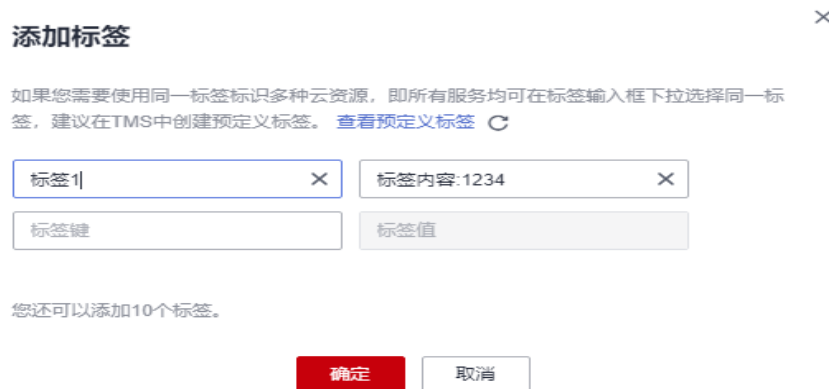 添加标签
如果您需要使用同一标签标识多种云资源，即所有服务均可在标签输入框下拉选择同一标
签，建议在TMS中创建预定义标签。 查看预定义标签
标签1 标签内容:1234
标签键 标签值
您还可以添加10个标签。
确定 取消